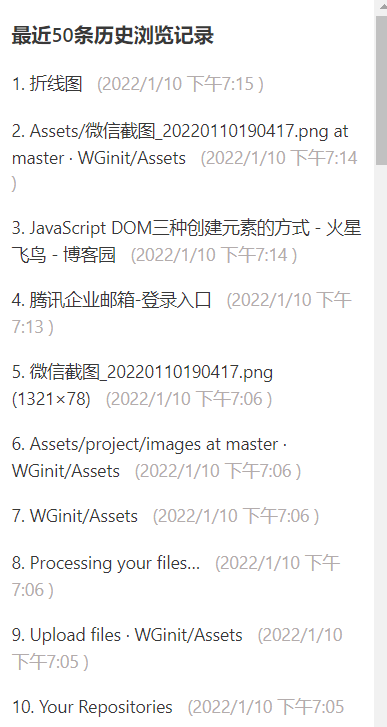 最近50条历史浏览记录
1. 折线图 (2022/1/10 下午7:15 )
2. Assets/微信截图_20220110190417.png at
master · WGinit/Assets (2022/1/10 下午7:14
)
3. JavaScript DOM三种创建元素的方式 - 火星
飞鸟 - 博客园 (2022/1/10 下午7:14 )
4. 腾讯企业邮箱-登录入口 (2022/1/10 下午
7:13 )
5. 微信截图_20220110190417.png
(1321×78) (2022/1/10 下午7:06 )
6. Assets/project/images at master ·
WGinit/Assets (2022/1/10 下午7:06 )
7. WGinit/Assets (2022/1/10 下午7:06 )
8. Processing your files… (2022/1/10 下午
7:06 )
9. Upload files · WGinit/Assets (2022/1/10
下午7:05 )
10. Your Repositories (2022/1/10 下午7:05